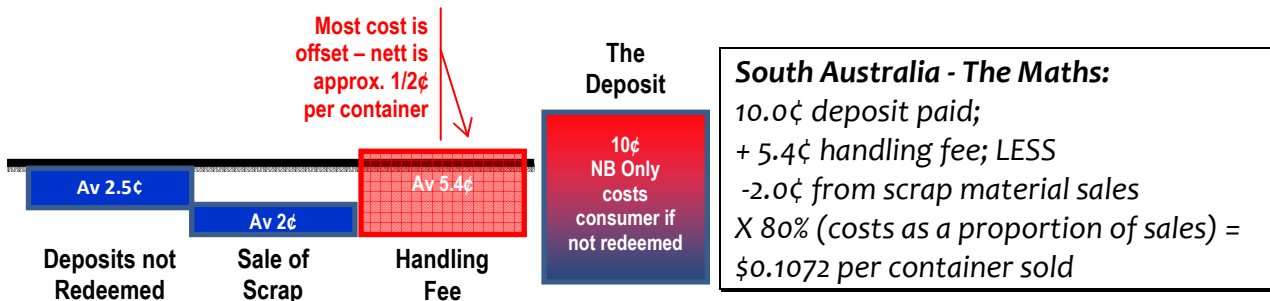 Most cost is
offset – nett is
approx. 1/2¢
per container
Av 2.5¢
Av 2¢
Av 5.4¢
Deposits not
Redeemed
Sale of
Scrap
Handling
Fee
The
Deposit
10¢
NB Only
costs
consumer if
not redeemed
South Australia - The Maths:
10.0¢ deposit paid;
+ 5.4¢ handling fee; LESS
-2.0¢ from scrap material sales
X 80% (costs as a proportion of sales) =
$0.1072 per container sold